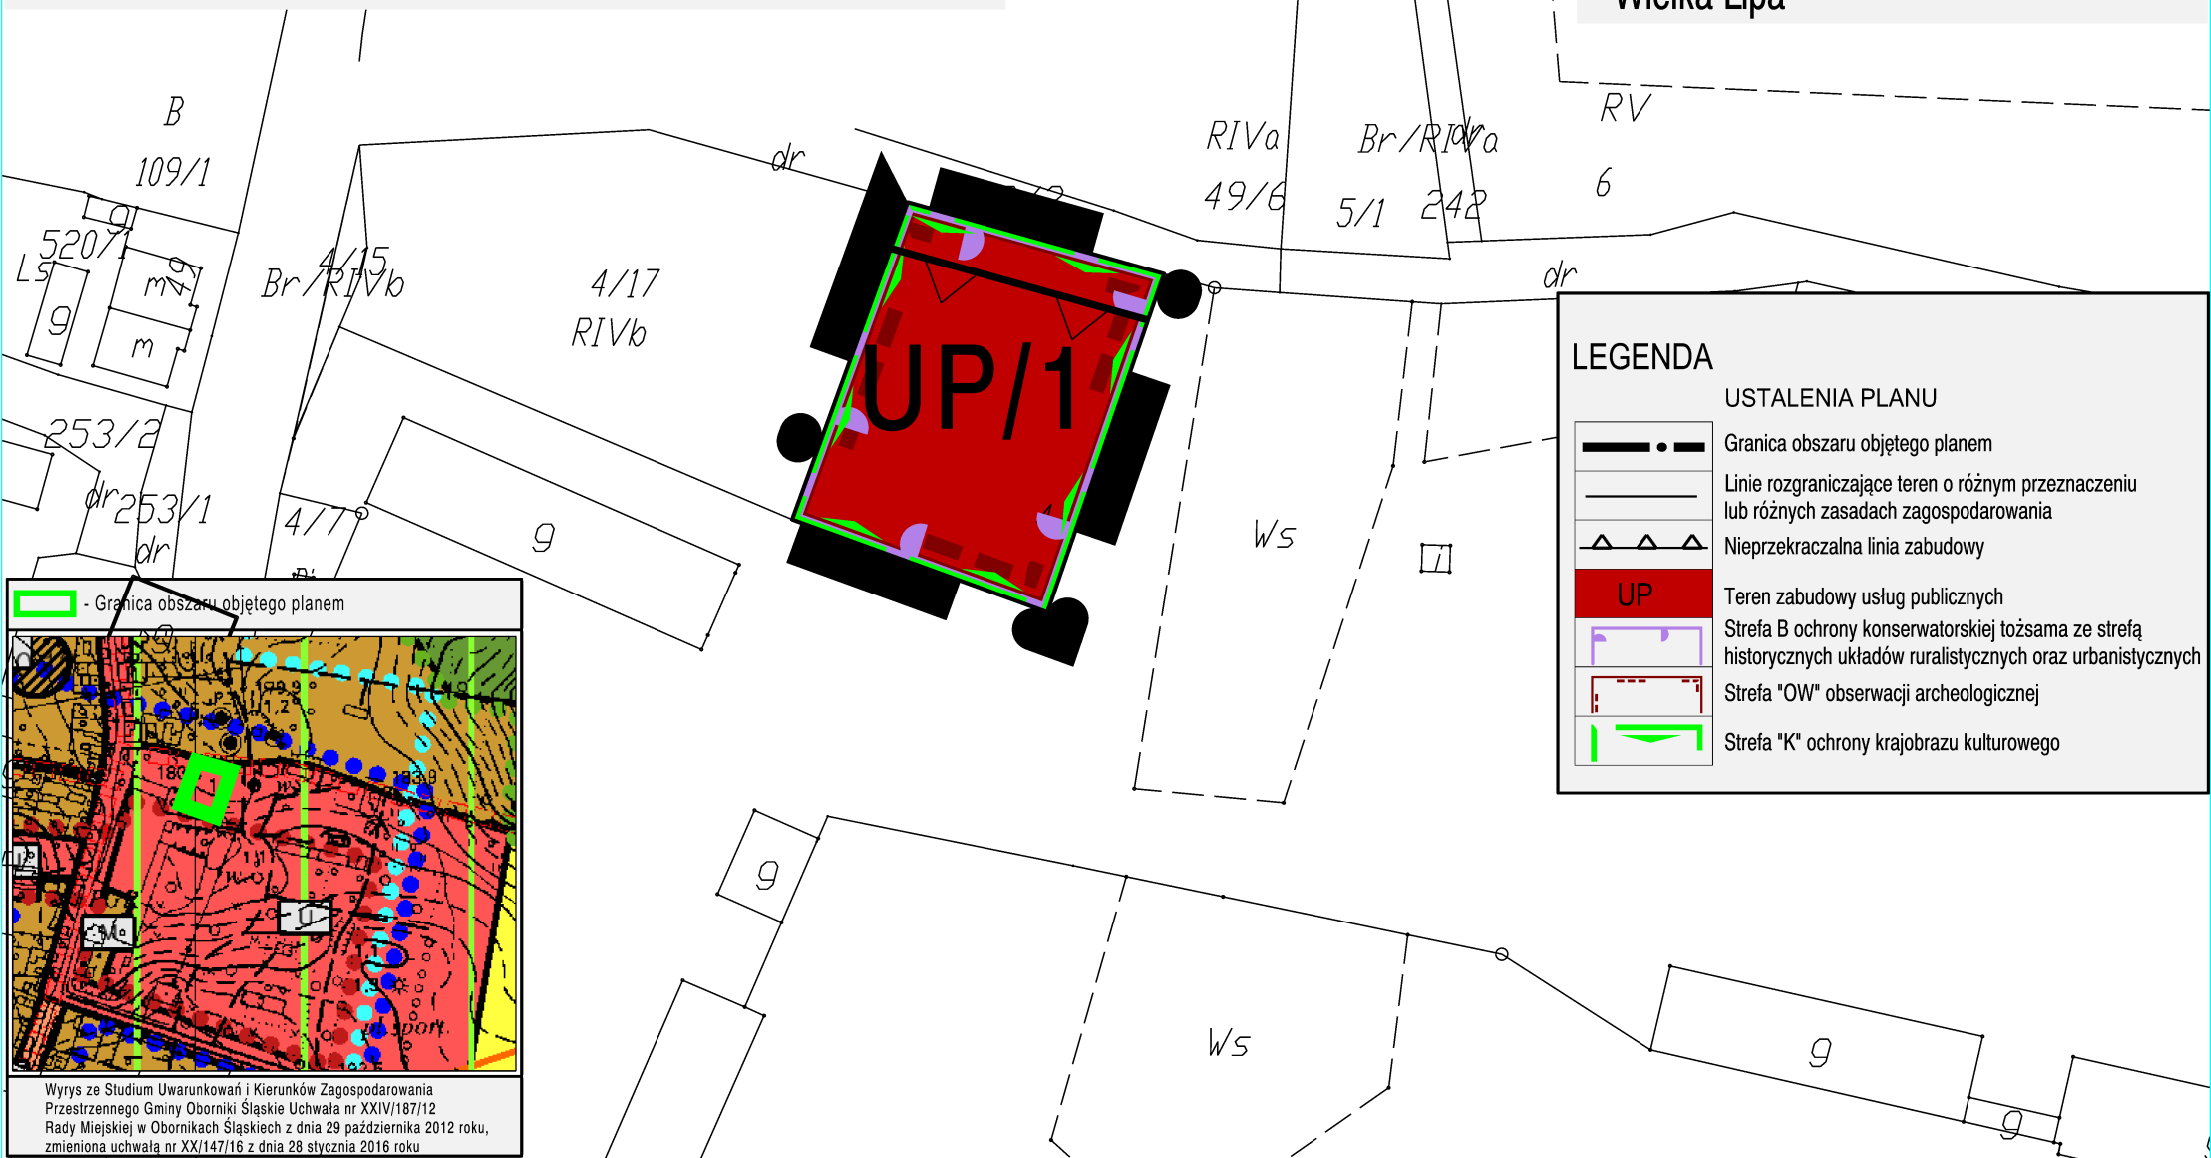 Wielka Lipa
B
109/1
g
520/1
Ls
m
49
g
m
4/15
Br/RIVb
4/17
RIVb
dr
RIVa
49/6
Br/RIVa
dr
5/1
242
RV
6
dr
253/2
dr
253/1
dr
4/7
g
UP/1
Ws
i
g
Ws
g
g
LEGENDA
USTALENIA PLANU
Granica obszaru objętego planem
Linie rozgraniczające teren o różnym przeznaczeniu
lub różnych zasadach zagospodarowania
Nieprzekraczalna linia zabudowy
UP
Teren zabudowy usług publicznych
Strefa B ochrony konserwatorskiej tożsama ze strefą
historycznych układów ruralistycznych oraz urbanistycznych
Strefa "OW" obserwacji archeologicznej
Strefa "K" ochrony krajobrazu kulturowego
- Granica obszaru objętego planem
U
M
Wyrys ze Studium Uwarunkowań i Kierunków Zagospodarowania
Przestrzennego Gminy Oborniki Śląskie Uchwała nr XXIV/187/12
Rady Miejskiej w Obornikach Śląskich z dnia 29 października 2012 roku,
zmieniona uchwałą nr XX/147/16 z dnia 28 stycznia 2016 roku